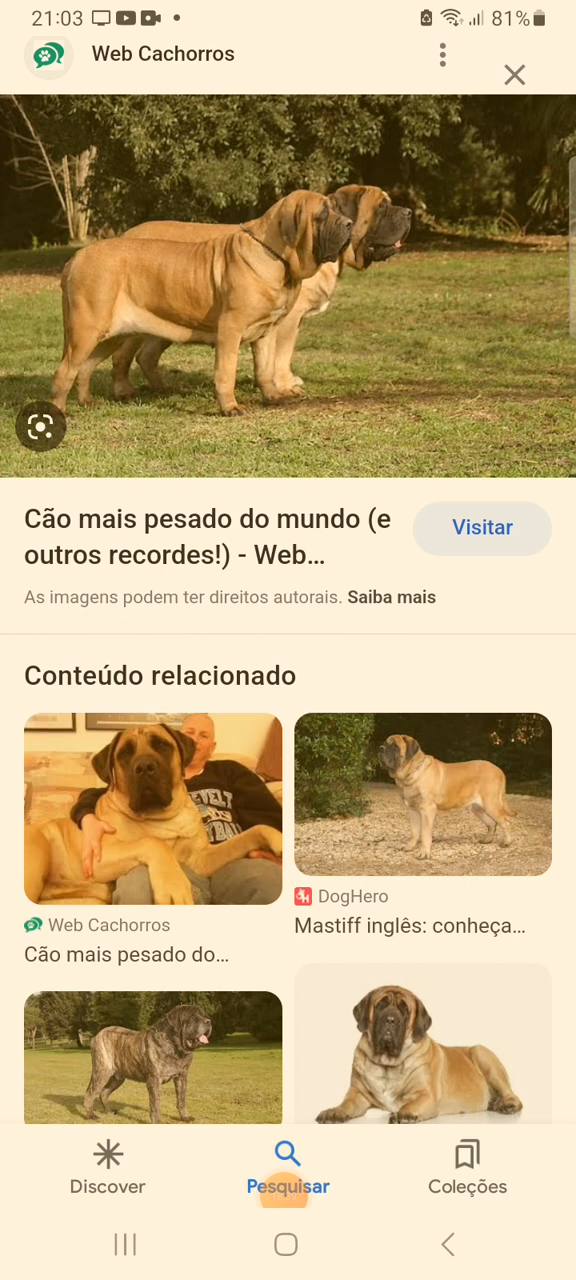 21:03
81%
Web Cachorros
Cão mais pesado do mundo (e
outros recordes!) - Web...
Visitar
As imagens podem ter direitos autorais. Saiba mais
Conteúdo relacionado
Web Cachorros
Cão mais pesado do...
DogHero
Mastiff inglês: conheça...
Discover
Pesquisar
Coleções